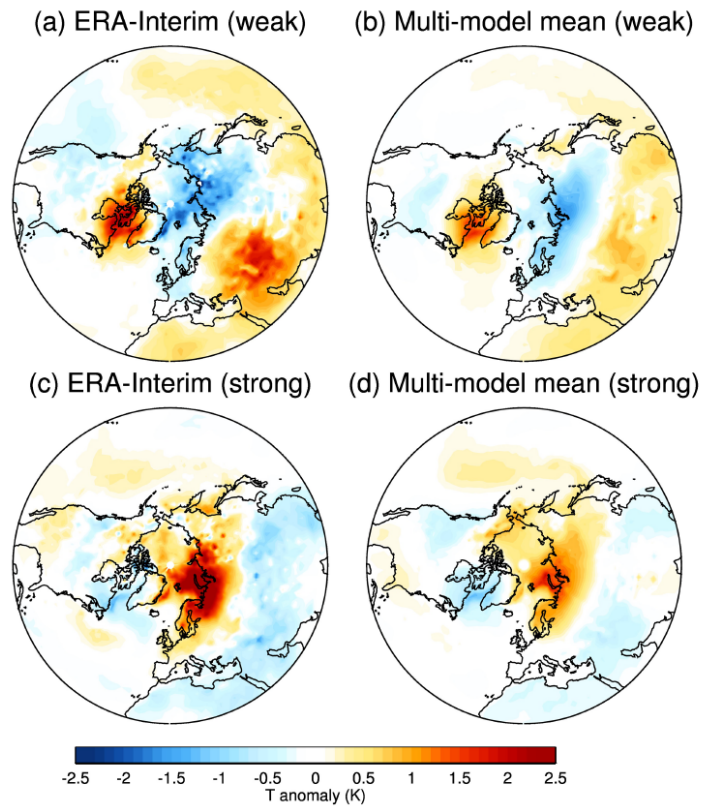 (a) ERA-Interim (weak)
(b) Multi-model mean (weak)
(c) ERA-Interim (strong)
(d) Multi-model mean (strong)
-2.5 -2 -1.5 -1 -0.5 0 0.5 1 1.5 2 2.5
T anomaly (K)